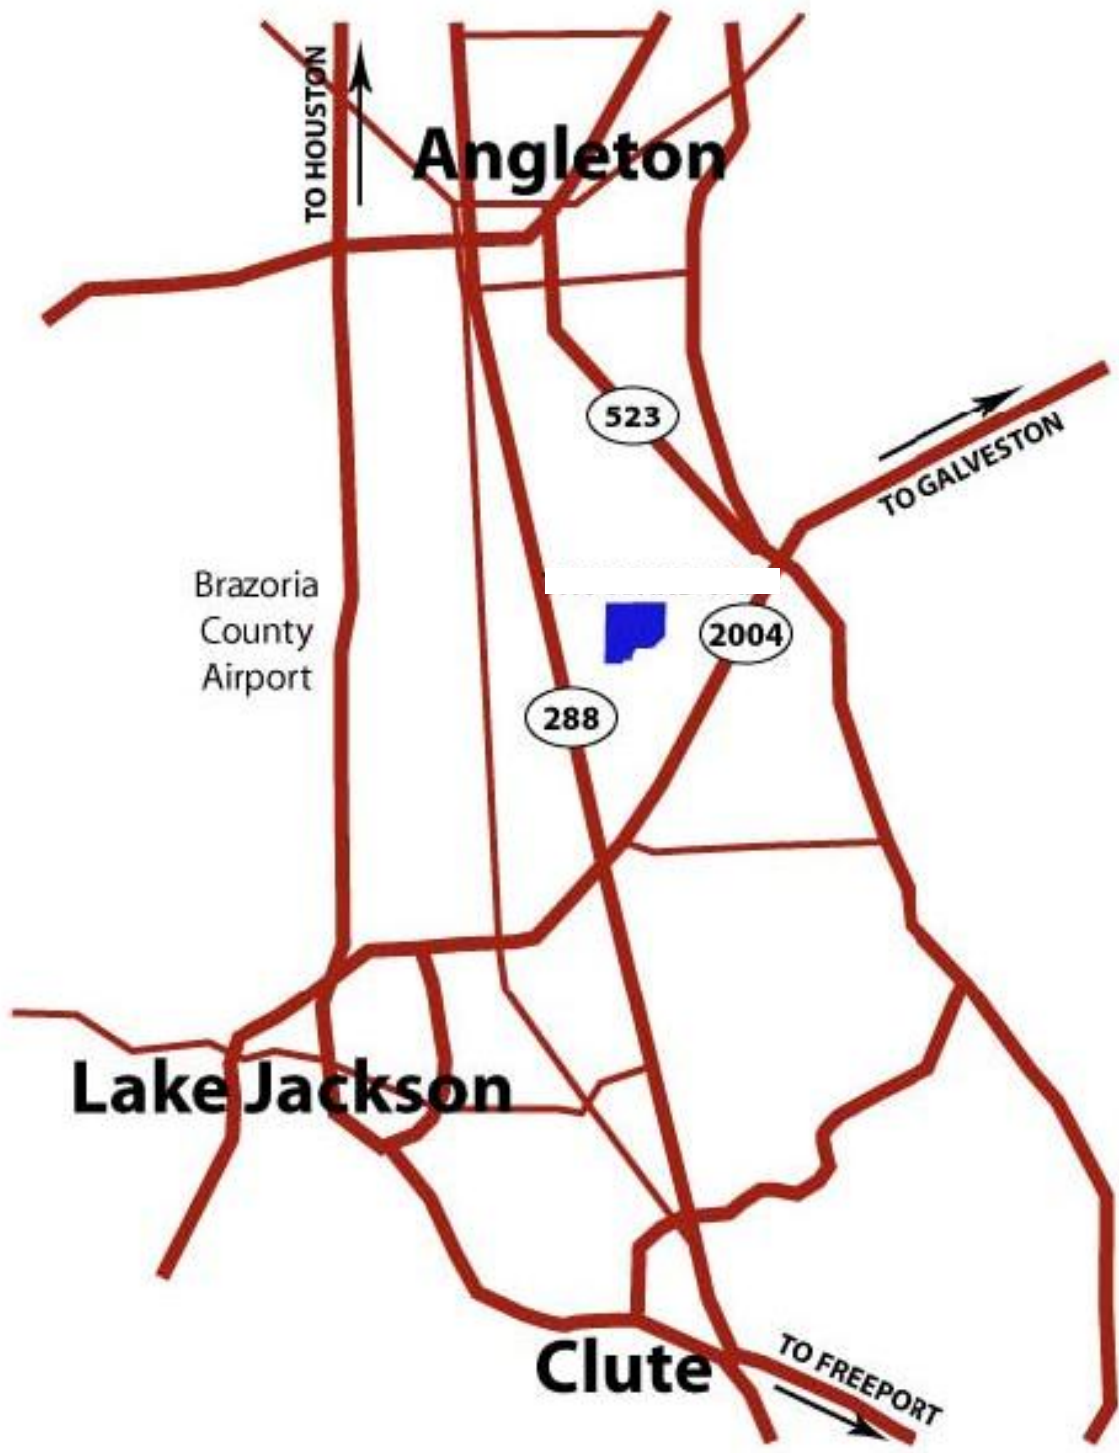 TO HOUSTON
Angleton
523
TO GALVESTON
Brazoria
County
Airport
2004
288
Lake Jackson
Clute
TO FREEPORT